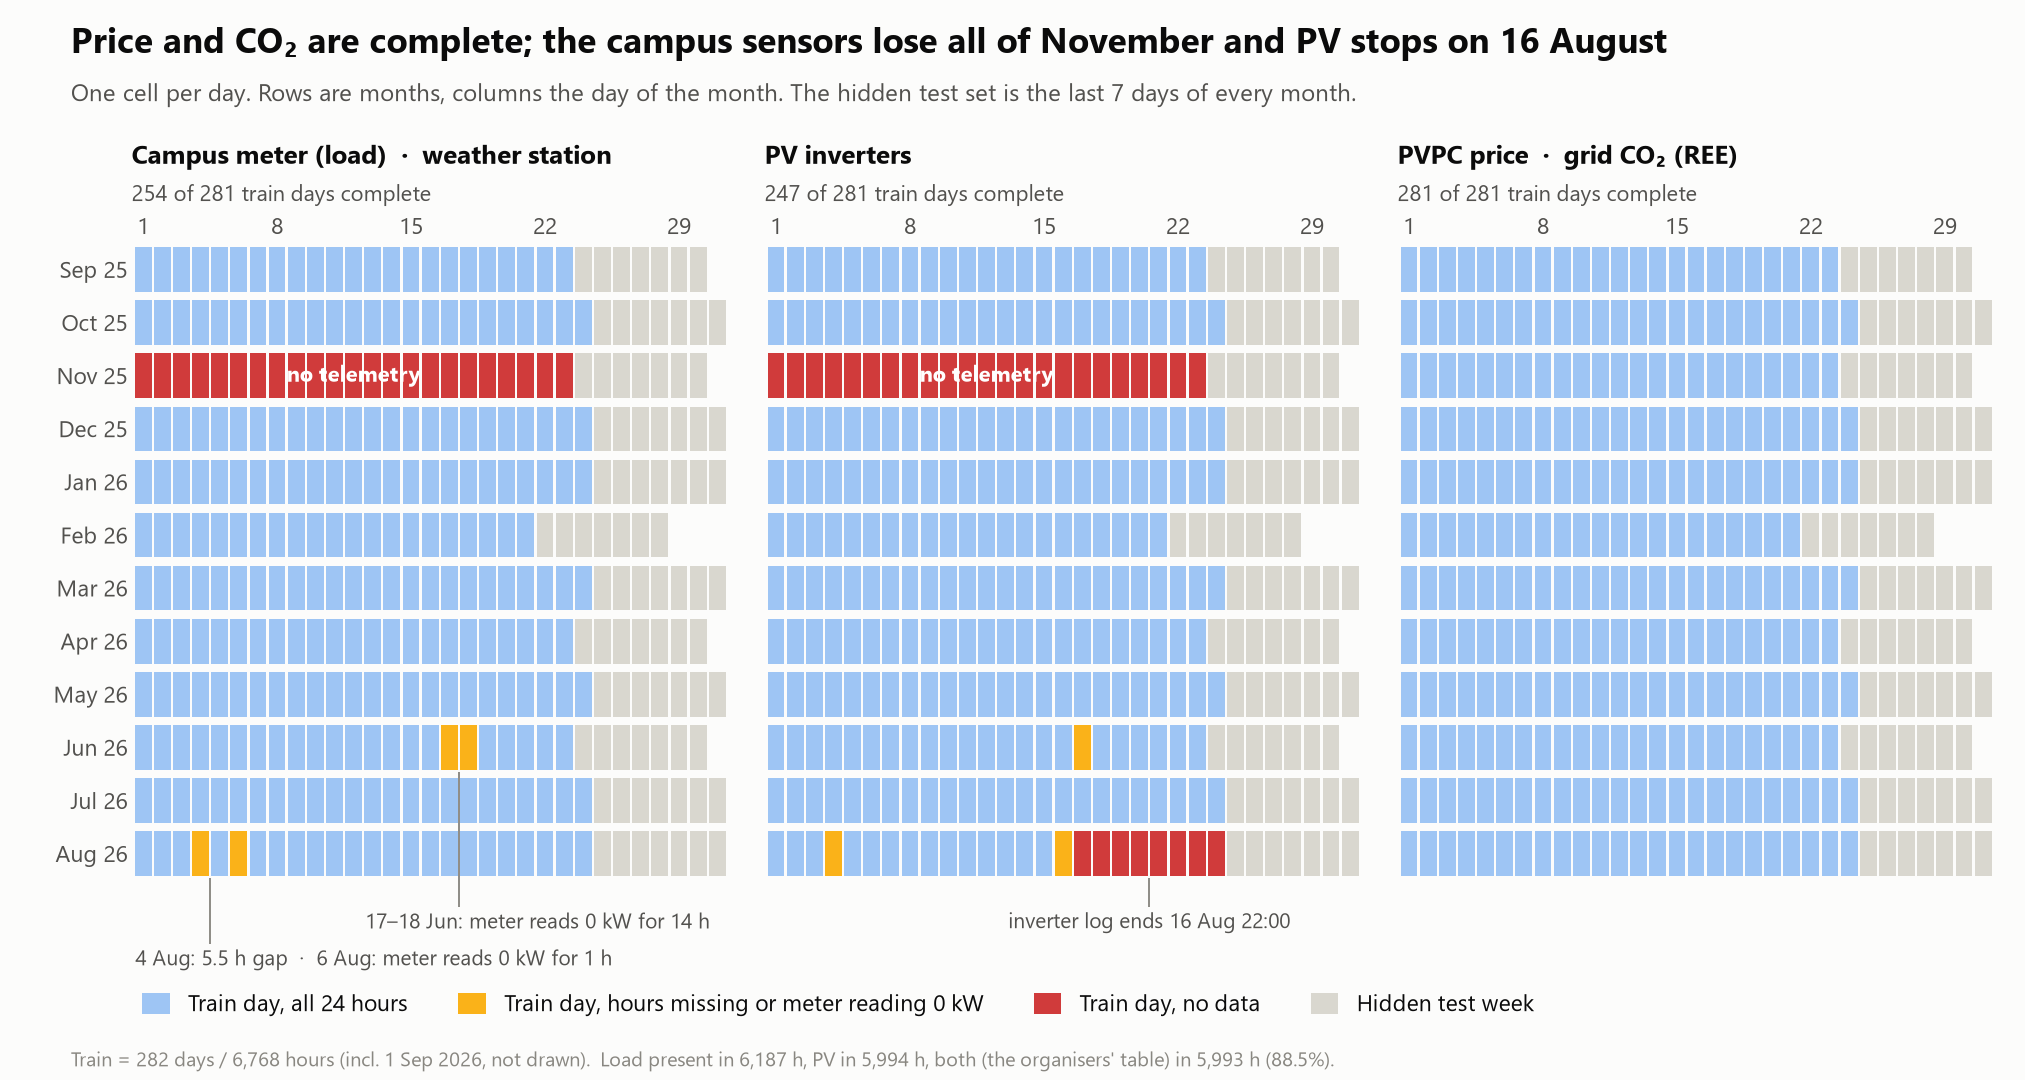 Price and CO₂ are complete; the campus sensors lose all of November and PV stops on 16 August
One cell per day. Rows are months, columns the day of the month. The hidden test set is the last 7 days of every month.
Campus meter (load) · weather station
254 of 281 train days complete
1 8 15 22 29
PV inverters
247 of 281 train days complete
1 8 15 22 29
PVPC price · grid CO₂ (REE)
281 of 281 train days complete
1 8 15 22 29
Sep 25
Oct 25
Nov 25
no telemetry
no telemetry
Dec 25
Jan 26
Feb 26
Mar 26
Apr 26
May 26
Jun 26
Jul 26
Aug 26
17–18 Jun: meter reads 0 kW for 14 h
inverter log ends 16 Aug 22:00
4 Aug: 5.5 h gap · 6 Aug: meter reads 0 kW for 1 h
Train day, all 24 hours
Train day, hours missing or meter reading 0 kW
Train day, no data
Hidden test week
Train = 282 days / 6,768 hours (incl. 1 Sep 2026, not drawn). Load present in 6,187 h, PV in 5,994 h, both (the organisers' table) in 5,993 h (88.5%).